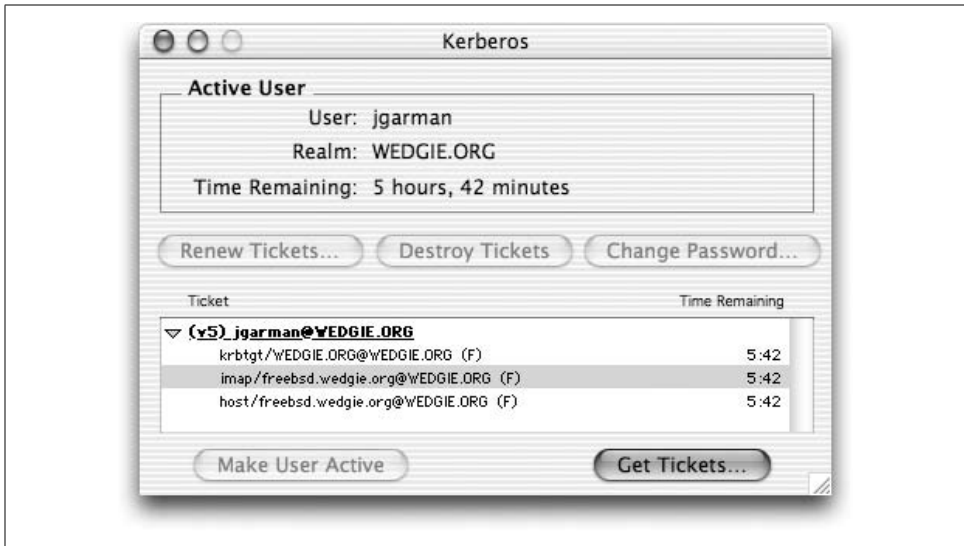 Kerberos
Active User
User: jgarman
Realm: WEDGIE.ORG
Time Remaining: 5 hours, 42 minutes
Renew Tickets... Destroy Tickets Change Password...
Ticket Time Remaining
(v5) jgarman@WEDGIE.ORG
krbtgt/WEDGIE.ORG@WEDGIE.ORG (F) 5:42
imap/freebsd.wedgie.org@WEDGIE.ORG (F) 5:42
host/freebsd.wedgie.org@WEDGIE.ORG (F) 5:42
Make User Active Get Tickets...